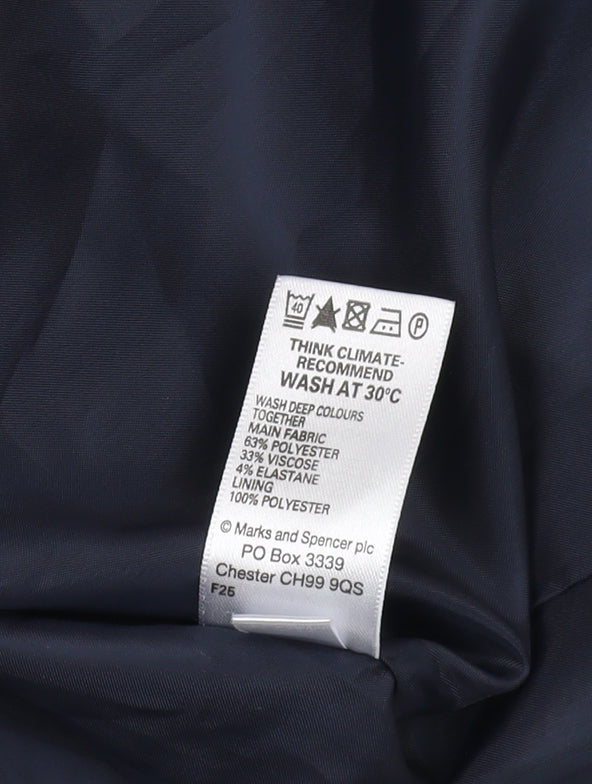 40 P
THINK CLIMATE-
RECOMMEND
WASH AT 30°C
WASH DEEP COLOURS
TOGETHER
MAIN FABRIC
63% POLYESTER
33% VISCOSE
4% ELASTANE
LINING
100% POLYESTER
© Marks and Spencer plc
PO Box 3339
Chester CH99 9QS
F25